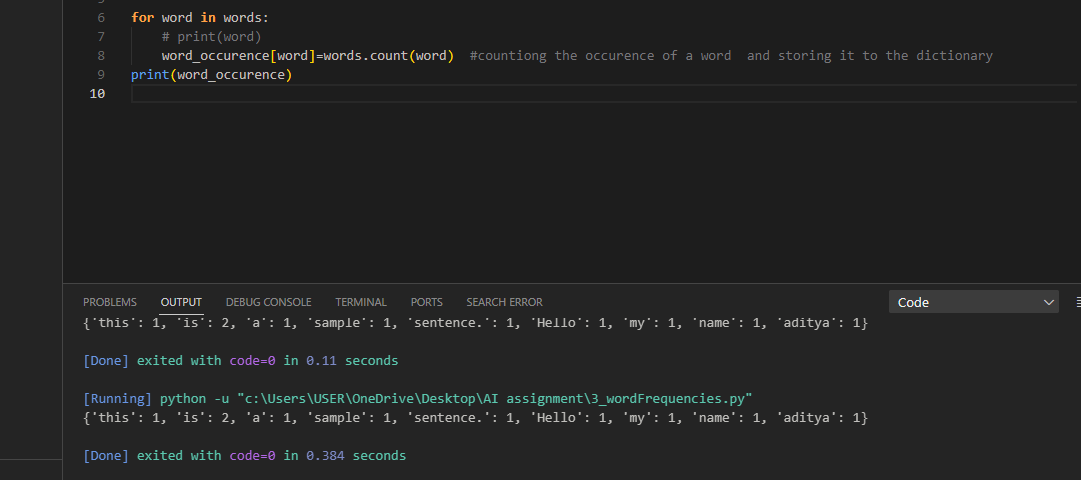 6 for word in words:
7 # print(word)
8 word_occurence[word]=words.count(word) #countiong the occurence of a word  and storing it to the dictionary
9 print(word_occurence)
10
PROBLEMS OUTPUT DEBUG CONSOLE TERMINAL PORTS SEARCH ERROR Code
{'this': 1, 'is': 2, 'a': 1, 'sample': 1, 'sentence.': 1, 'Hello': 1, 'my': 1, 'name': 1, 'aditya': 1}
[Done] exited with code=0 in 0.11 seconds
[Running] python -u "c:\Users\USER\OneDrive\Desktop\AI assignment\3_wordFrequencies.py"
{'this': 1, 'is': 2, 'a': 1, 'sample': 1, 'sentence.': 1, 'Hello': 1, 'my': 1, 'name': 1, 'aditya': 1}
[Done] exited with code=0 in 0.384 seconds